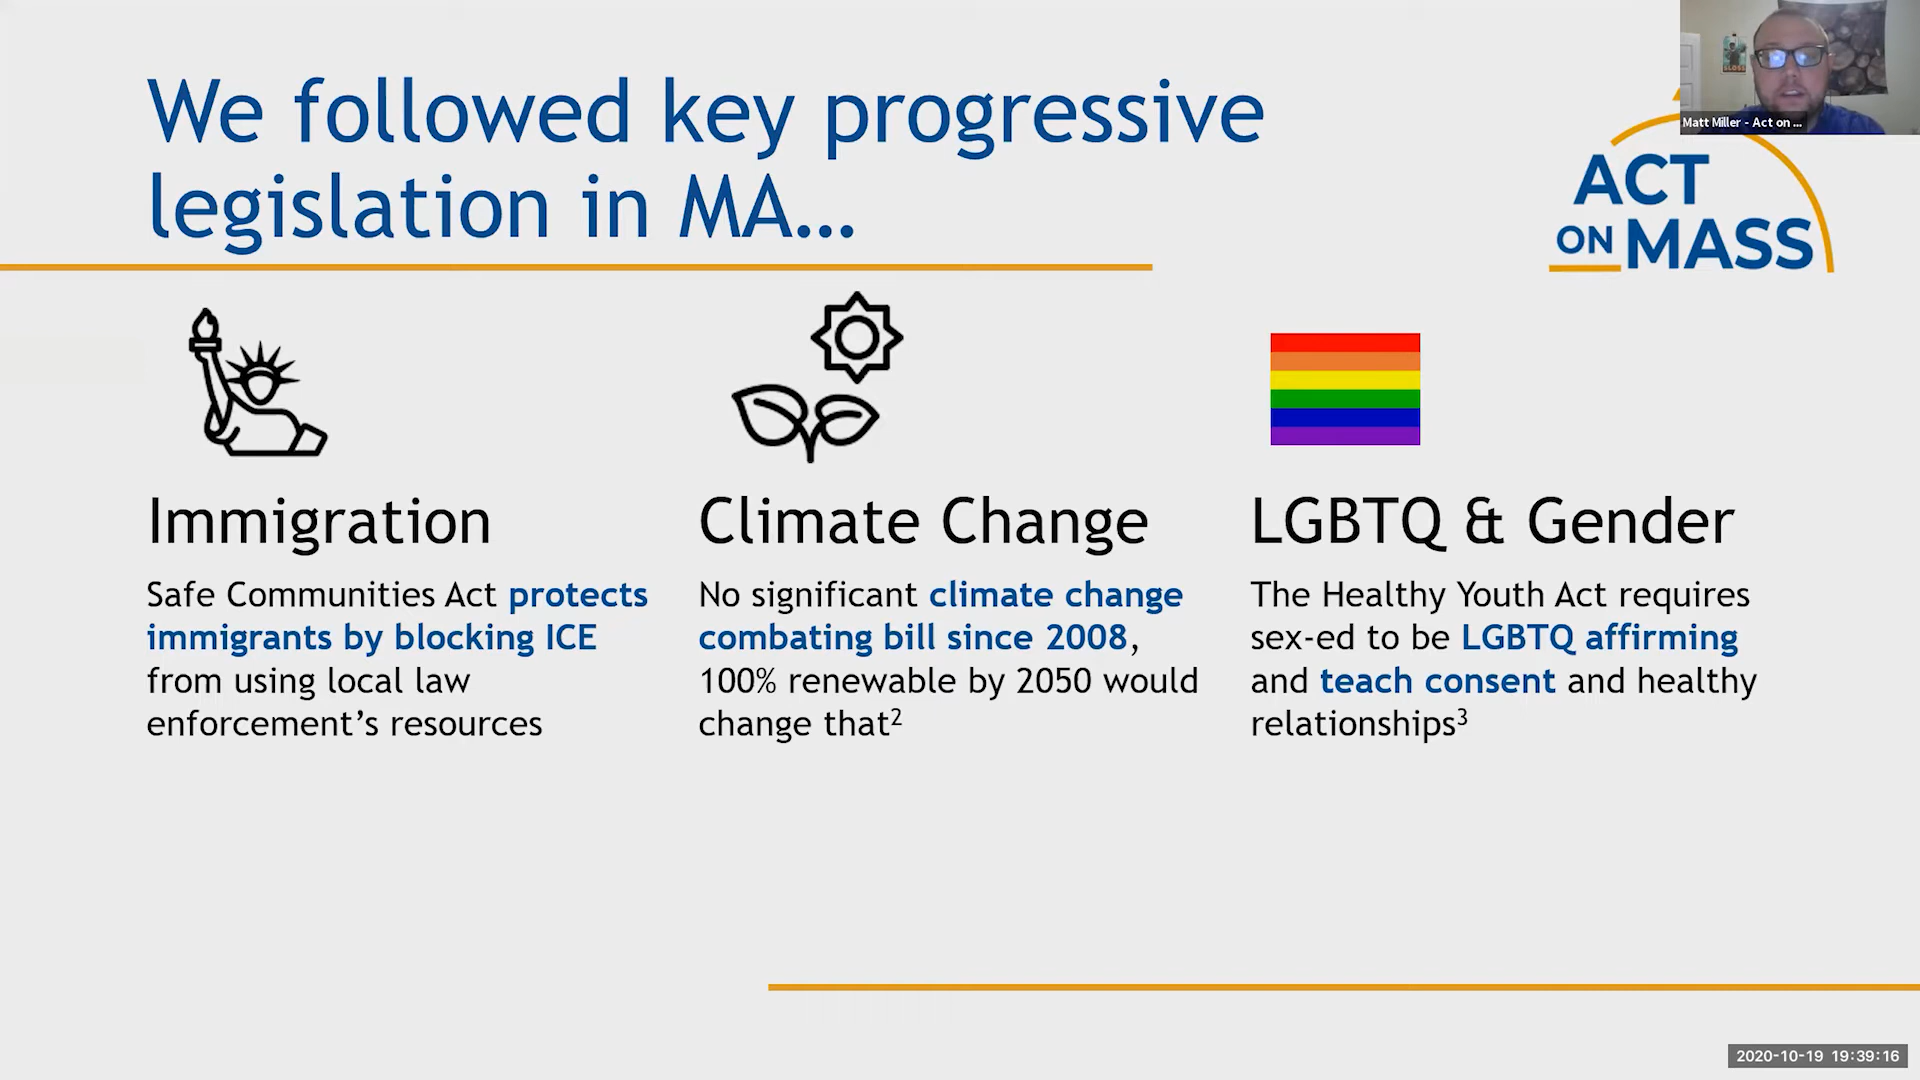 We followed key progressive
legislation in MA...
Matt Miller - Act on ...
ACT
ON MASS
Immigration
Safe Communities Act protects
immigrants by blocking ICE
from using local law
enforcement's resources
Climate Change
No significant climate change
combating bill since 2008,
100% renewable by 2050 would
change that²
LGBTQ & Gender
The Healthy Youth Act requires
sex-ed to be LGBTQ affirming
and teach consent and healthy
relationships³
2020-10-19 19:39:16